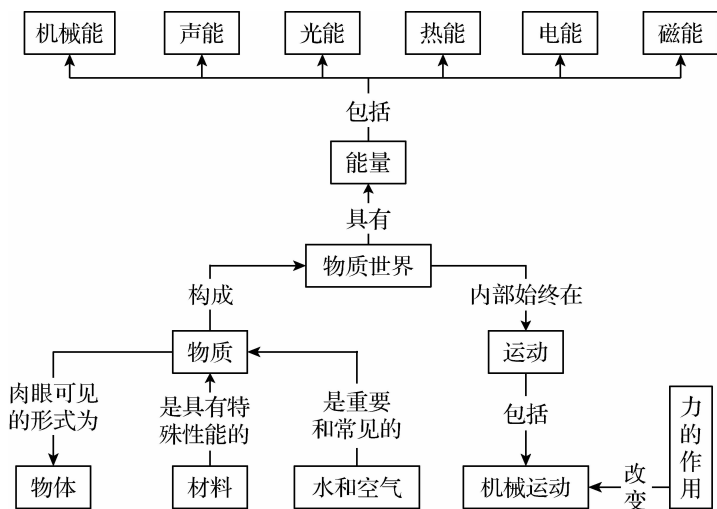 机械能
声能
光能
热能
电能
磁能
包括
能量
具有
物质世界
构成
内部始终在
物质
运动
肉眼可见
的形式为
是具有特
殊性能的
是重要
和常见的
包括
力的作用
物体
材料
水和空气
机械运动
改变